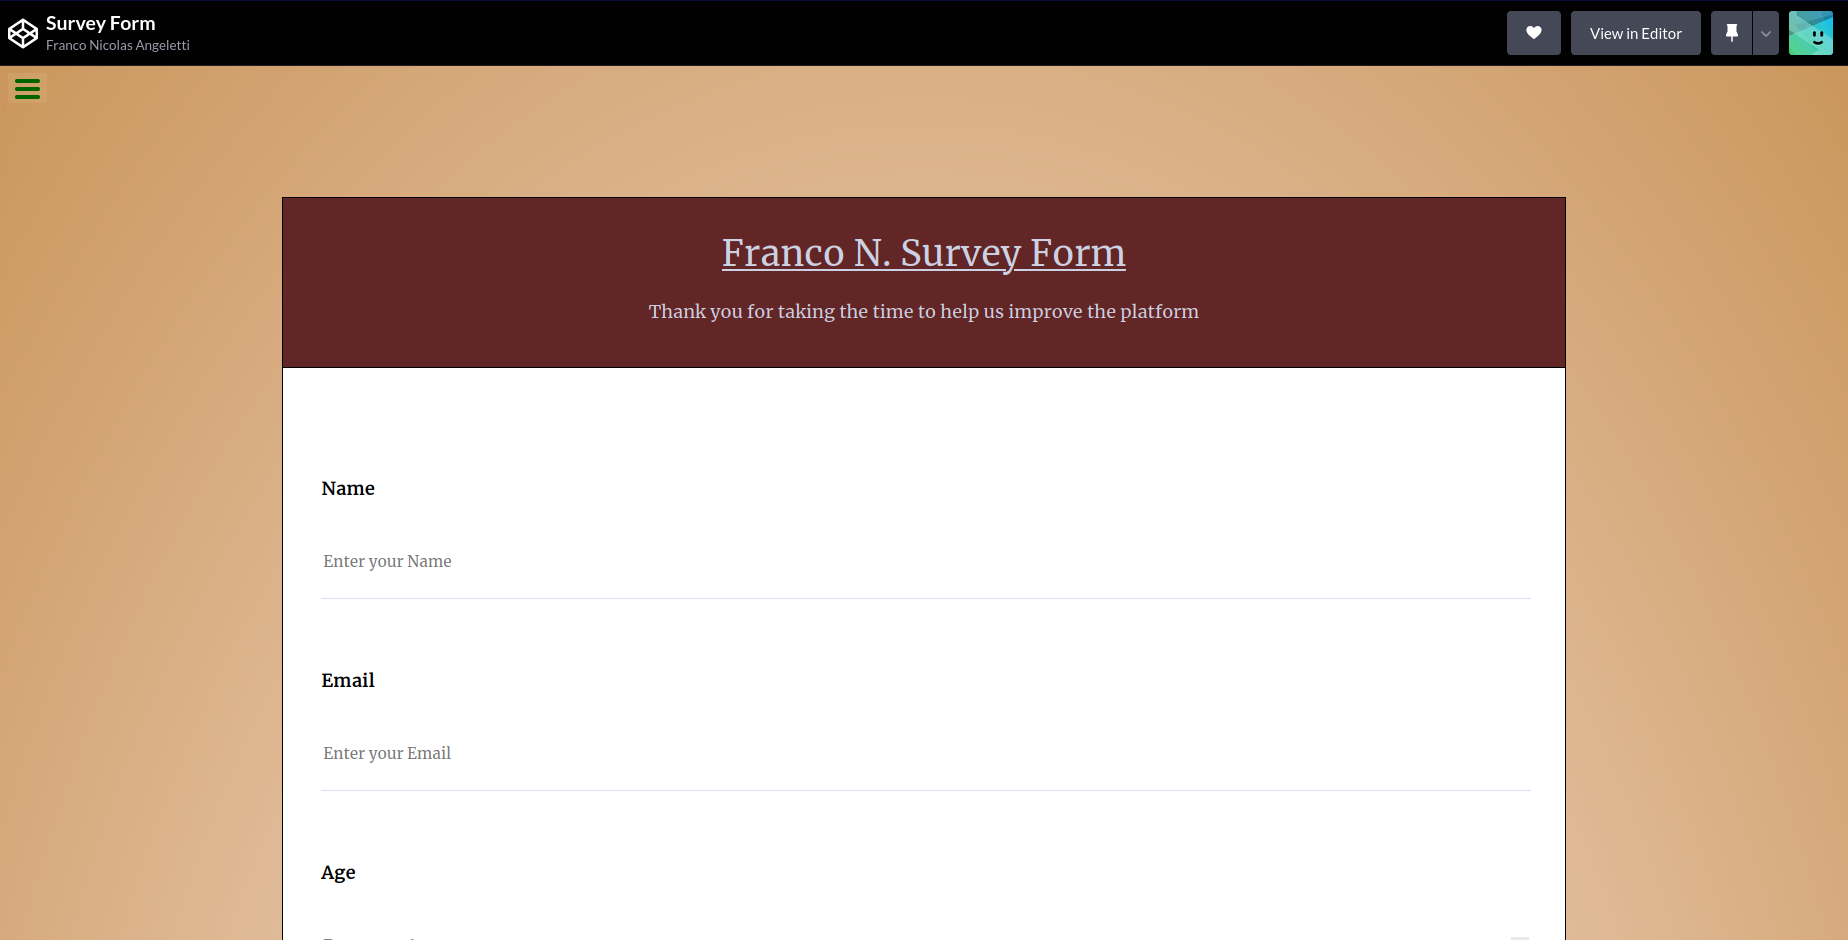 Survey Form
Franco Nicolas Angeletti
View in Editor
Franco N. Survey Form
Thank you for taking the time to help us improve the platform
Name
Enter your Name
Email
Enter your Email
Age